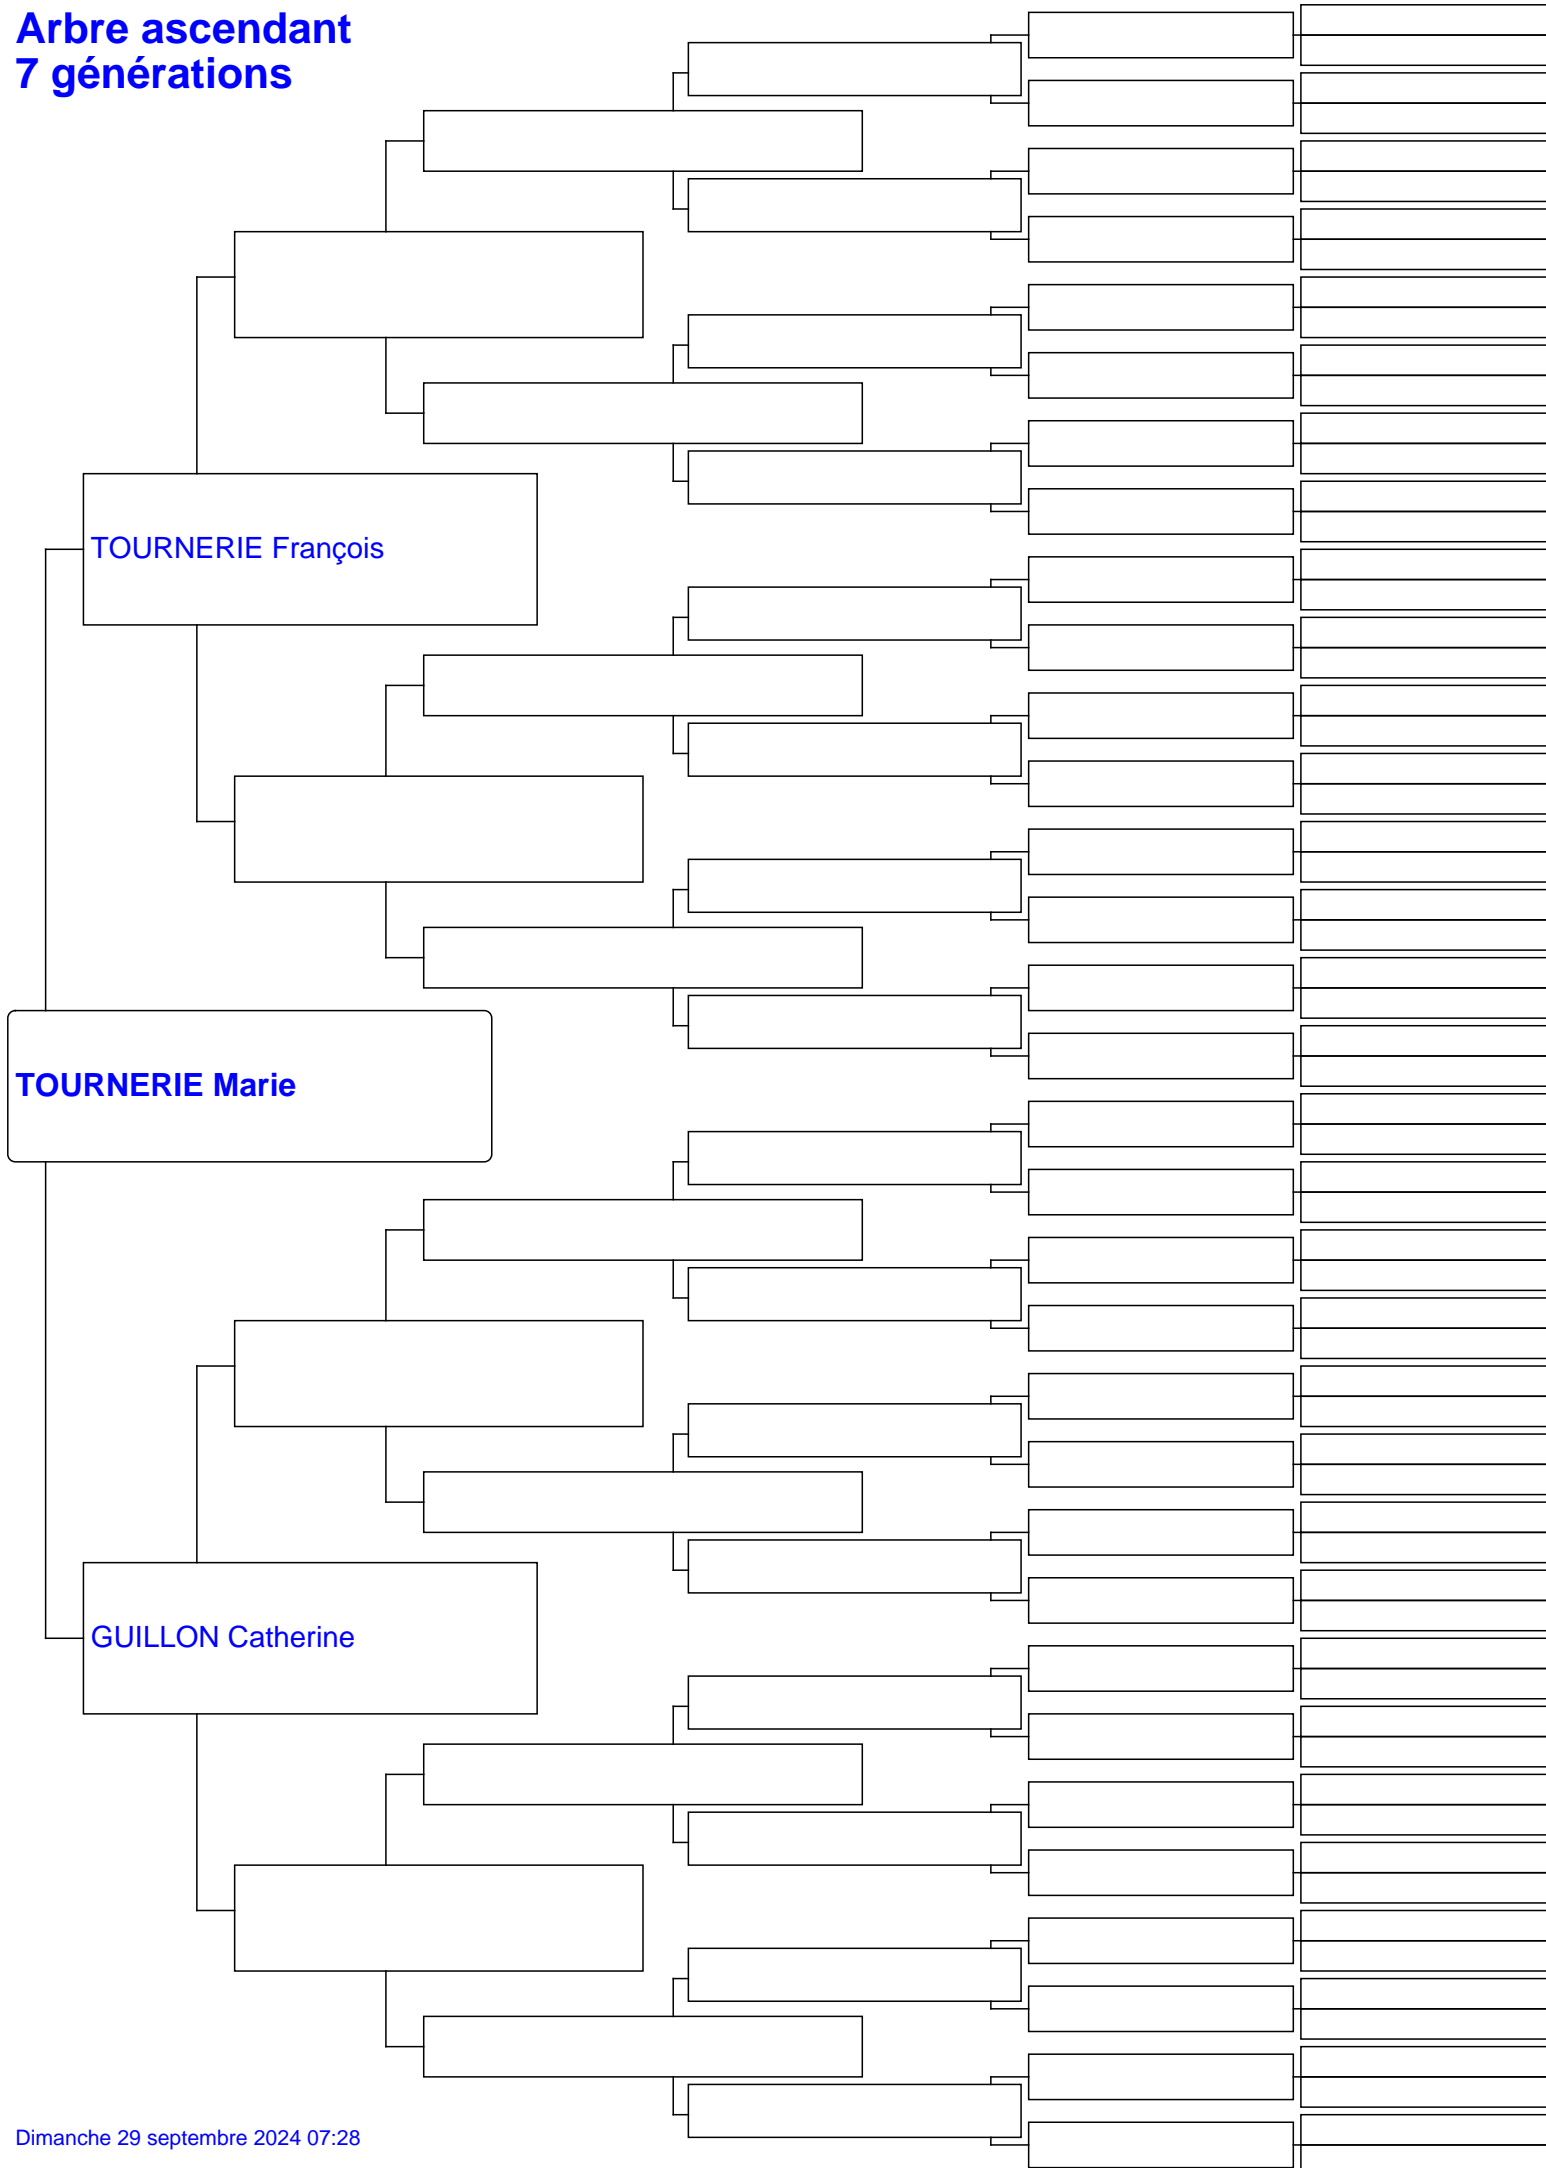 Arbre ascendant
7 générations
TOURNERIE François
TOURNERIE Marie
GUILLON Catherine
Dimanche 29 septembre 2024 07:28